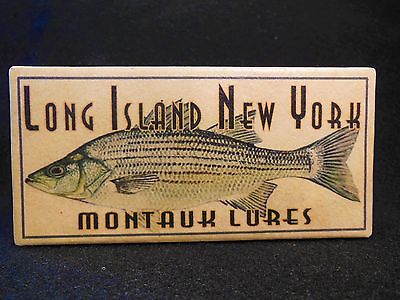 Long Island New York
MONTAUK LURES